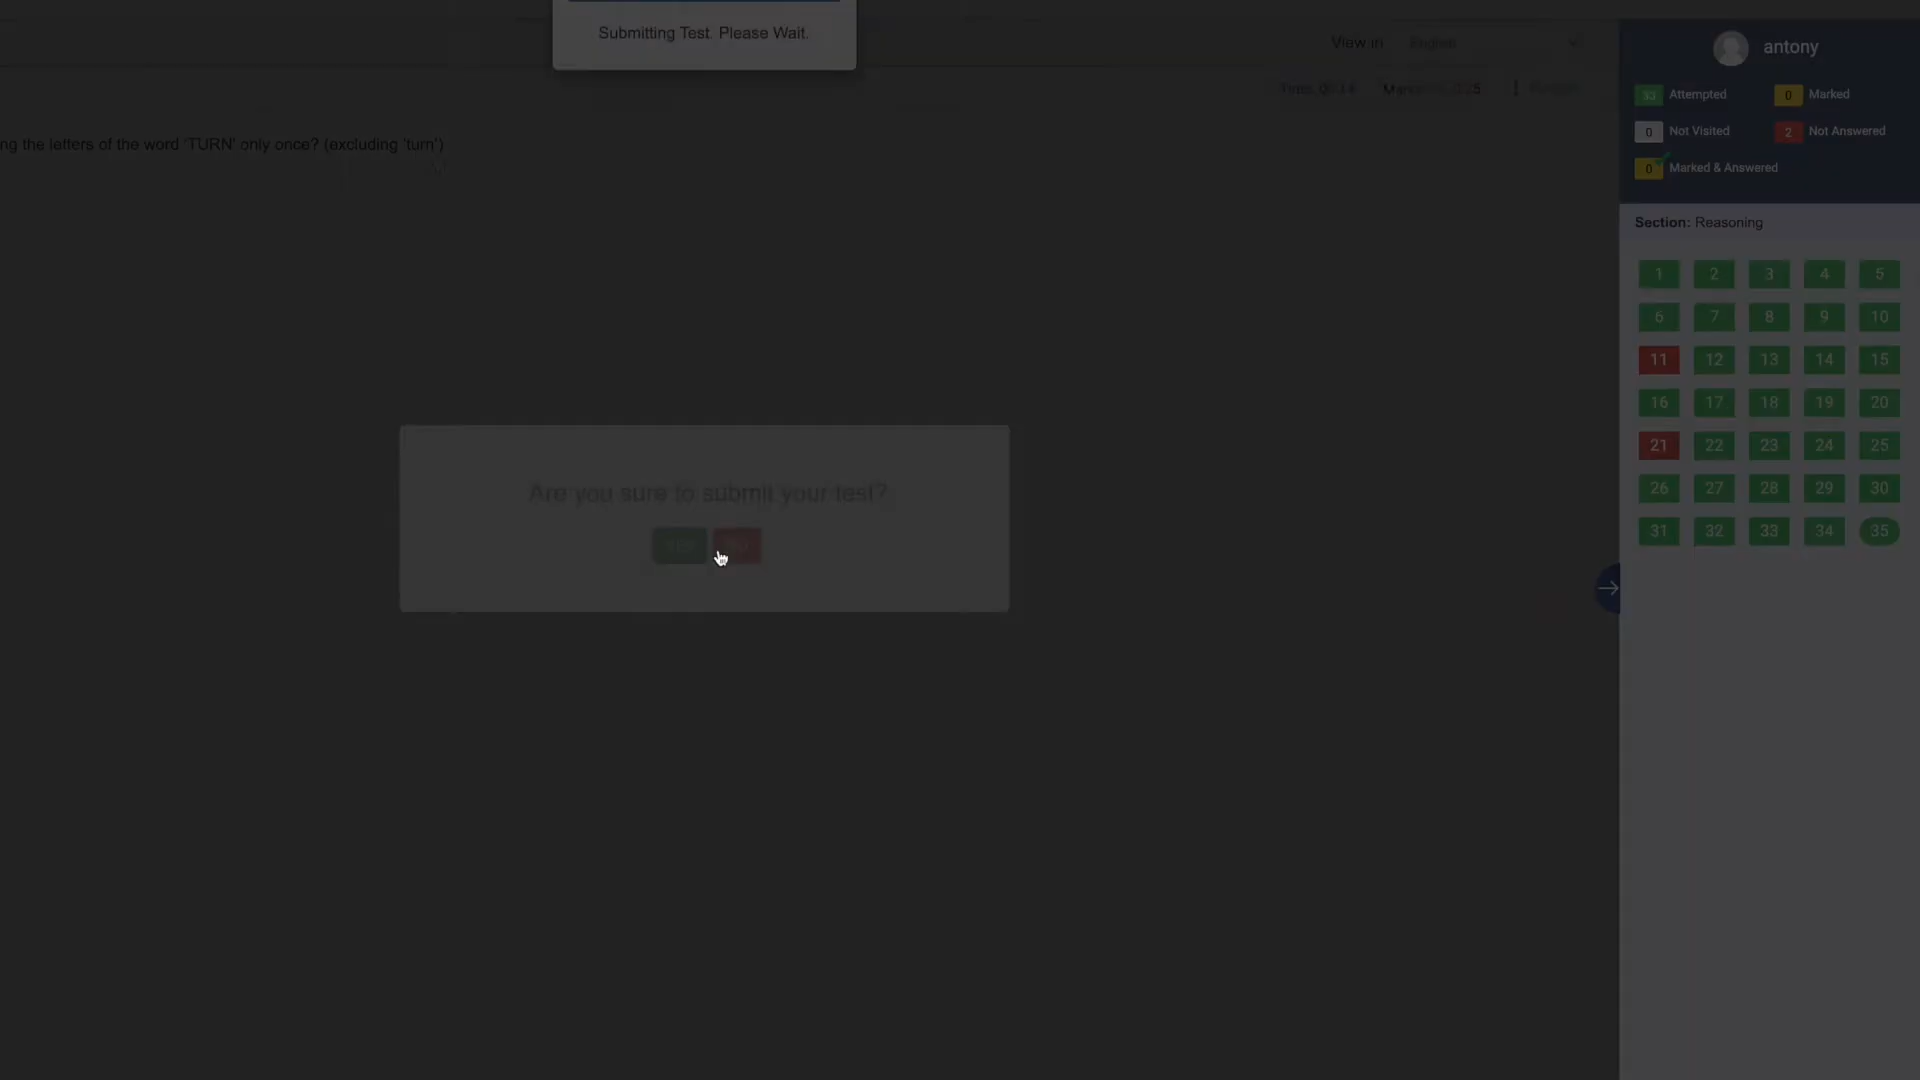 Submitting Test. Please Wait.
View in English
antony
33 Attempted 0 Marked
0 Not Visited 2 Not Answered
0 Marked & Answered
ng the letters of the word 'TURN' only once? (excluding 'turn')
Section: Reasoning
1 2 3 4 5
6 7 8 9 10
11 12 13 14 15
16 17 18 19 20
21 22 23 24 25
26 27 28 29 30
31 32 33 34 35
Are you sure to submit your test?